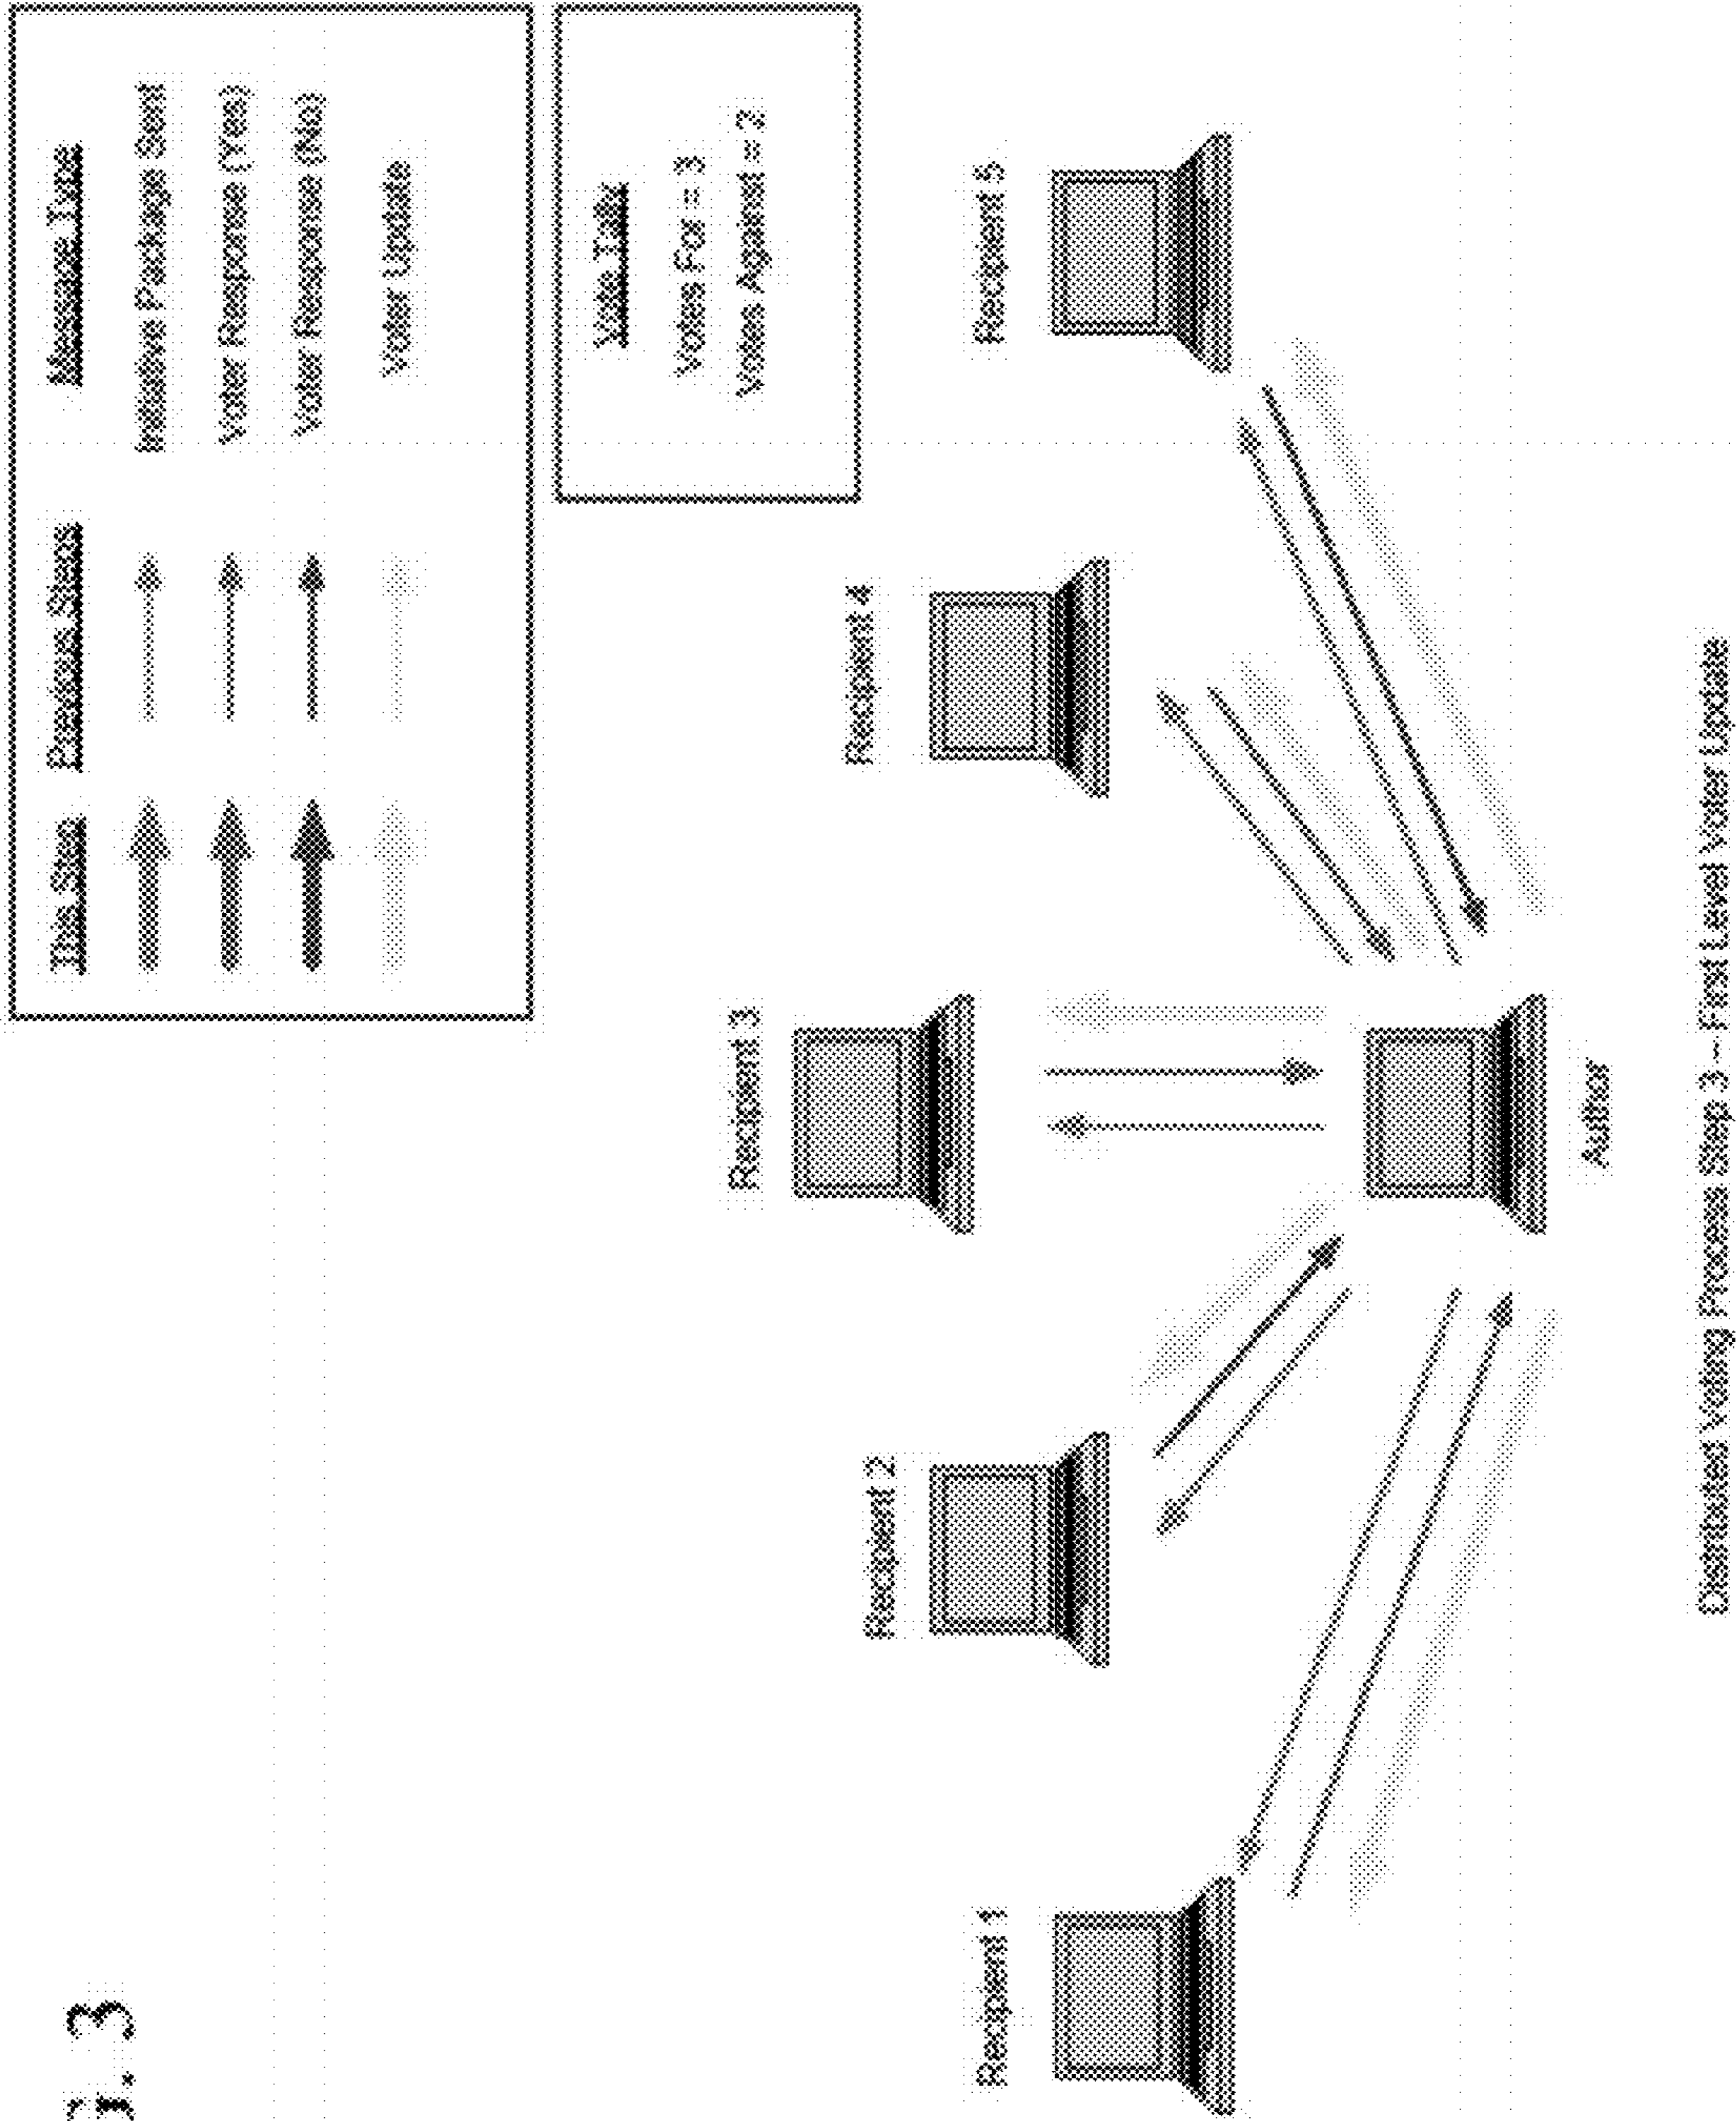 . 3
This Step Previous Steps Message Type
Initiative Package Sent
Voter Response (Yes)
Voter Response (No)
Voter Update
Vote Tally
Votes For = 3
Votes Against = 2
Recipient 1
Recipient 2
Recipient 3
Recipient 4
Recipient 5
Author
Distributed Voting Process Step 3 – First Level Voter Update